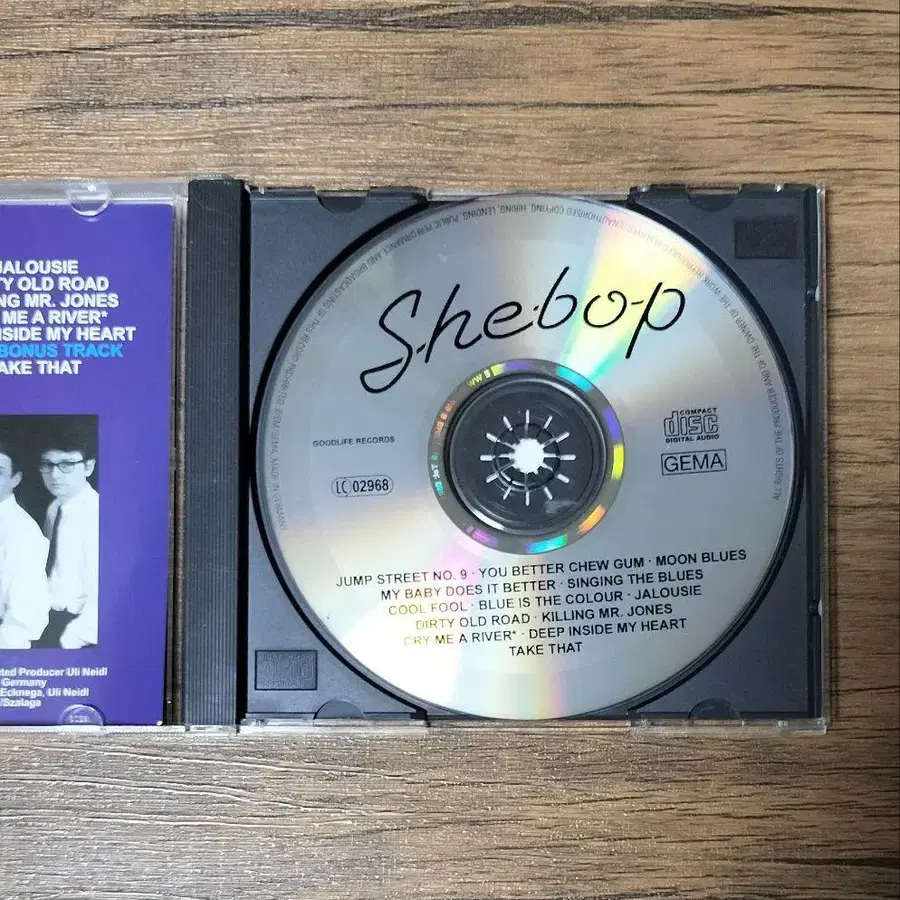 JALOUSIE
TY OLD ROAD
ING MR. JONES
ME A RIVER*
NSIDE MY HEART
BONUS TRACK
TAKE THAT
ted Producer Uli Neidl
Germany
Ecknega, Uli Neidl
/Szalaga
She·bo·p
GOODLIFE RECORDS
LC 02968
COMPACT
disc
DIGITAL AUDIO
GEMA
ALL RIGHTS OF THE PRODUCER AND OF THE OWNER OF THE WORK REPRODUCED RESERVED. UNAUTHORISED COPYING, HIRING, LENDING, PUBLIC PERFORMANCE AND BROADCASTING OF THIS RECORD PROHIBITED. MADE IN GERMANY
JUMP STREET NO. 9 · YOU BETTER CHEW GUM · MOON BLUES
MY BABY DOES IT BETTER · SINGING THE BLUES
COOL FOOL · BLUE IS THE COLOUR · JALOUSIE
DIRTY OLD ROAD · KILLING MR. JONES
CRY ME A RIVER* · DEEP INSIDE MY HEART
TAKE THAT